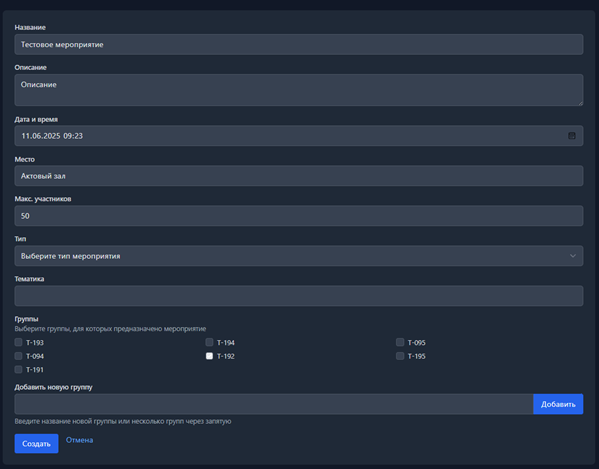 Название
Тестовое мероприятие
Описание
Описание
Дата и время
11.06.2025 09:23
Место
Актовый зал
Макс. участников
50
Тип
Выберите тип мероприятия
Тематика
Группы
Выберите группы, для которых предназначено мероприятие
Т-193 Т-194 Т-095
Т-094 Т-192 Т-195
Т-191
Добавить новую группу
Добавить
Введите название новой группы или несколько групп через запятую
Создать Отмена